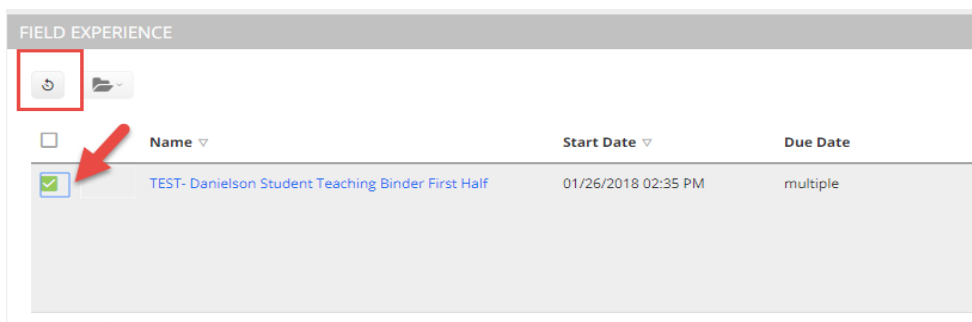 FIELD EXPERIENCE
Name Start Date Due Date
TEST- Danielson Student Teaching Binder First Half 01/26/2018 02:35 PM multiple